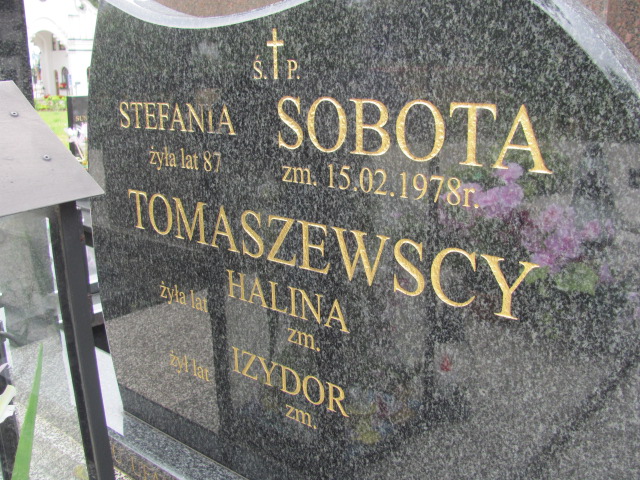 Ś. P.
STEFANIA SOBOTA
żyła lat 87 zm. 15.02.1978r.
TOMASZEWSCY
HALINA
żyła lat zm.
IZYDOR
żył lat zm.